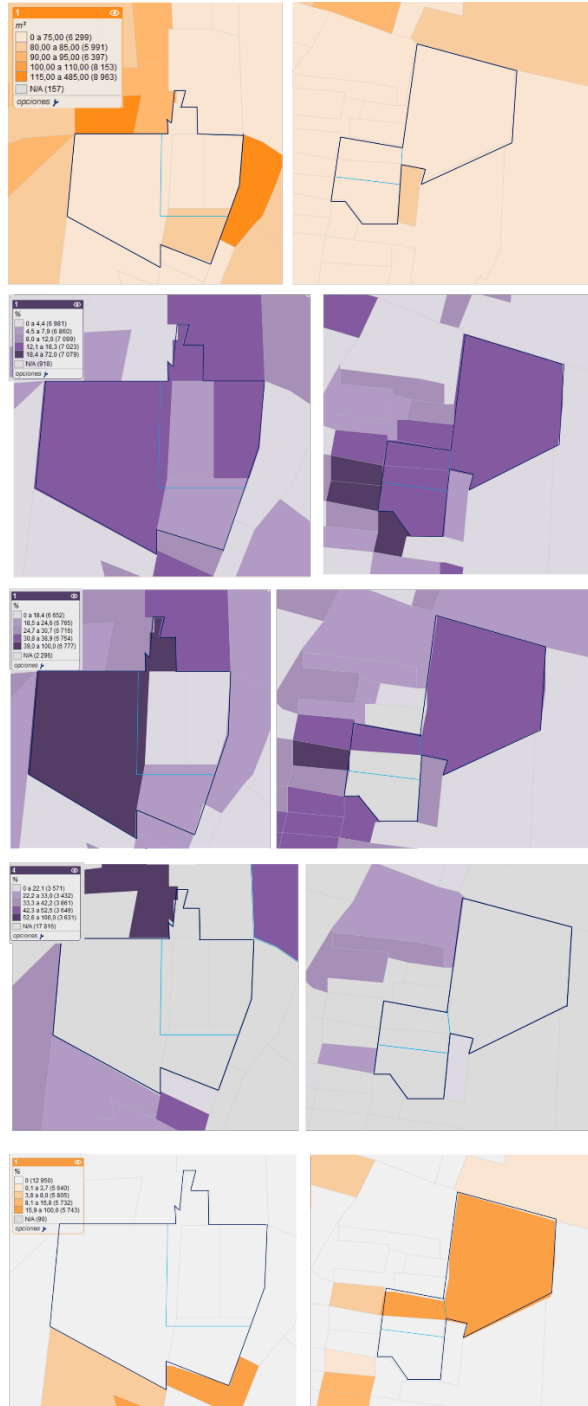 1
m²
0 a 75,00 (6 299)
80,00 a 85,00 (5 991)
90,00 a 95,00 (6 397)
100,00 a 110,00 (8 153)
115,00 a 485,00 (8 963)
N/A (157)
opciones
1
%
0 a 4,4 (6 981)
4,5 a 7,9 (6 860)
8,0 a 12,0 (7 099)
12,1 a 18,3 (7 023)
18,4 a 72,0 (7 079)
N/A (918)
opciones
1
%
0 a 18,4 (6 652)
18,5 a 24,6 (6 765)
24,7 a 30,7 (6 716)
30,8 a 38,9 (6 754)
39,0 a 100,0 (6 777)
N/A (2 296)
opciones
4
%
0 a 22,1 (3 571)
22,2 a 33,0 (3 432)
33,3 a 42,2 (3 861)
42,3 a 52,5 (3 649)
52,6 a 100,0 (3 631)
N/A (17 816)
opciones
1
%
0 (12 950)
0,1 a 3,7 (5 640)
3,8 a 8,0 (5 805)
8,1 a 15,8 (5 732)
15,9 a 100,0 (5 743)
N/A (90)
opciones